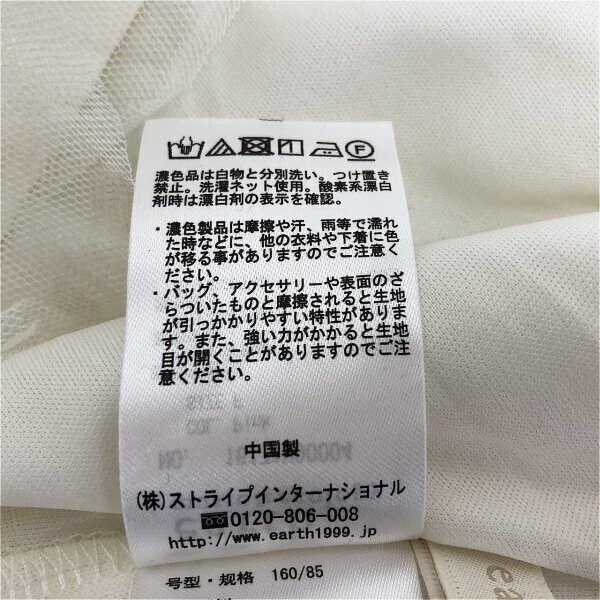 濃色品は白物と分別洗い。つけ置き
禁止。洗濯ネット使用。酸素系漂白
剤時は漂白剤の表示を確認。
・濃色製品は摩擦や汗、雨等で濡れ
た時などに、他の衣料や下着に色
が移る事がありますのでご注意く
ださい。
・バッグ、アクセサリーや表面のざ
らついたものと摩擦されると生地
が引っかかりやすい特性がありま
す。また、強い力がかかると生地
目が開くことがありますのでご注
意ください。
SIZE F
COL. Pink
NO.
中国製
(株)ストライプインターナショナル
0120-806-008
http://www.earth1999.jp
号型・规格 160/85